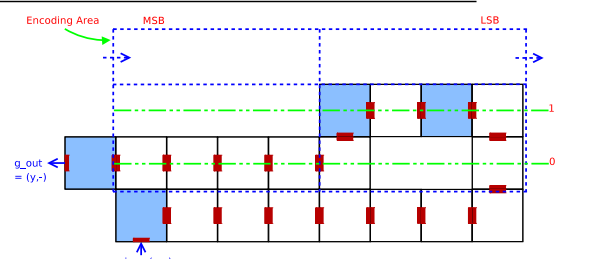 Encoding Area
MSB
LSB
1
g_out
= (y,-)
0